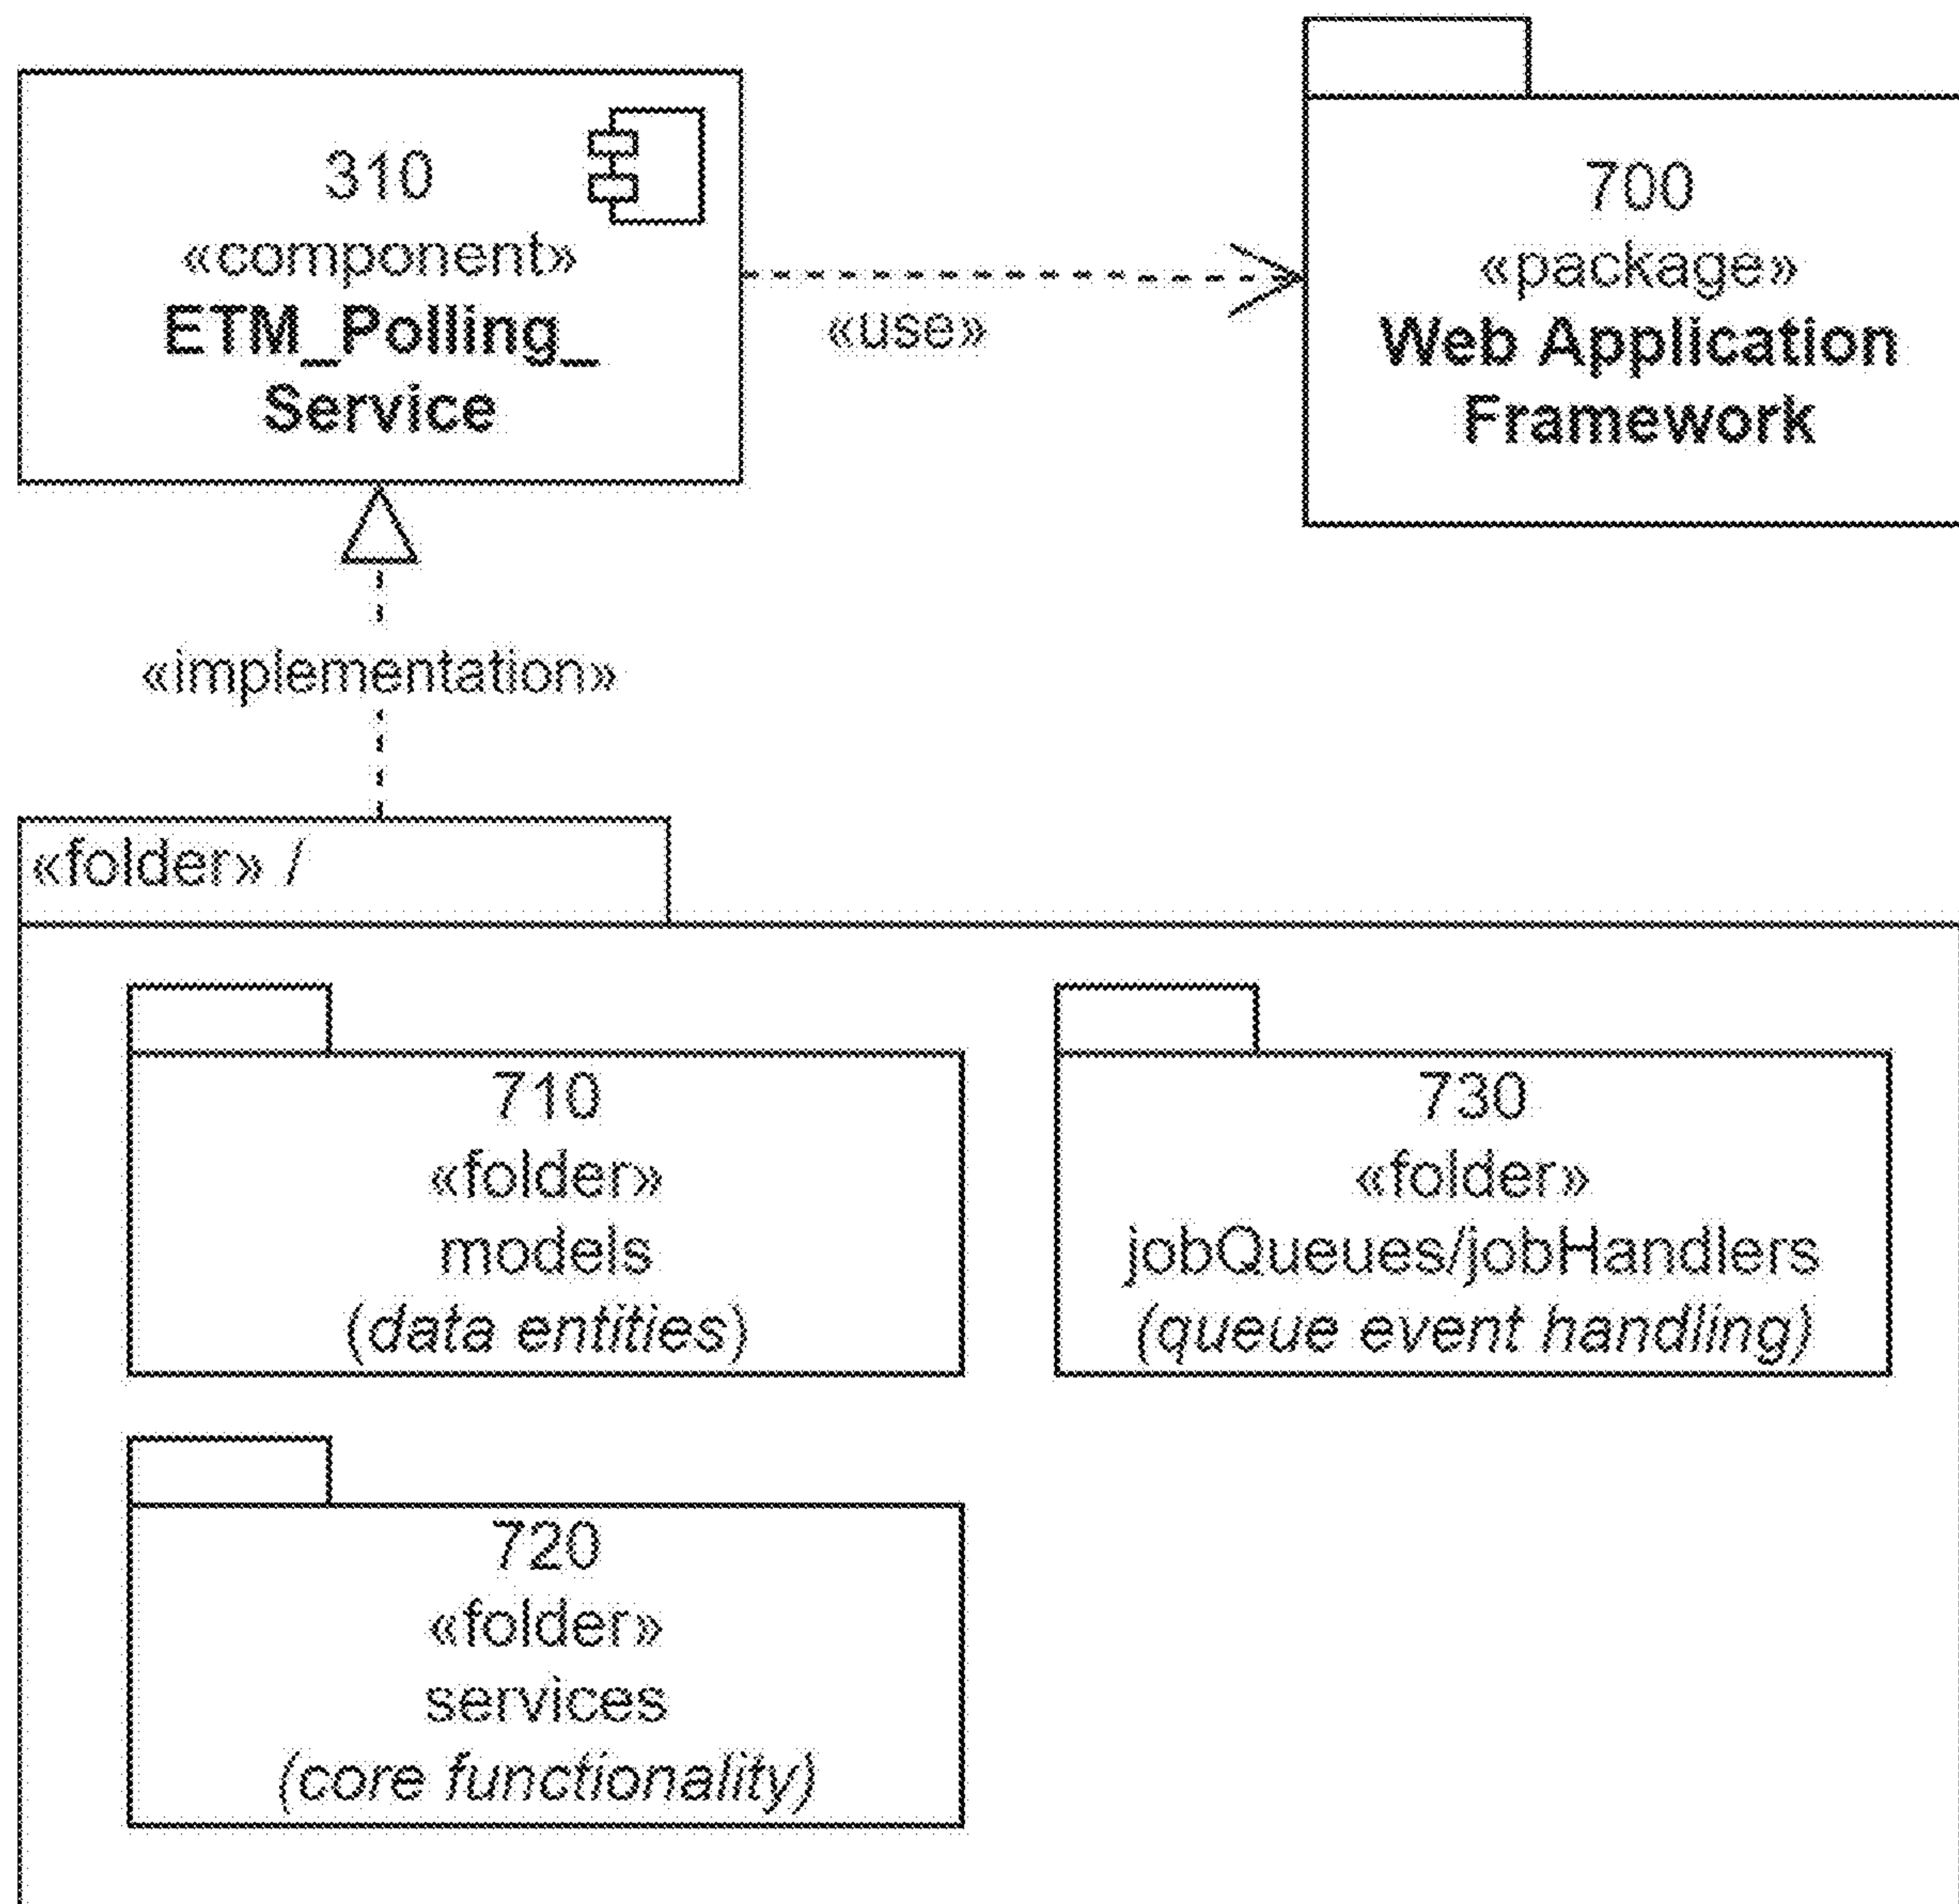 310
«component»
ETM_Polling_
Service
«use»
700
«package»
Web Application
Framework
«implementation»
«folder» /
710
«folder»
models
(data entities)
730
«folder»
jobQueues/jobHandlers
(queue event handling)
720
«folder»
services
(core functionality)